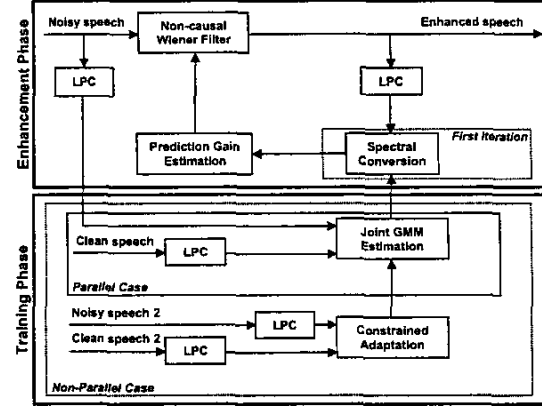 Enhancement Phase
Noisy speech
Non-causal
Wiener Filter
Enhanced speech
LPC
LPC
Prediction Gain
Estimation
Spectral
Conversion
First Iteration
Training Phase
Clean speech
LPC
Joint GMM
Estimation
Parallel Case
Noisy speech 2
LPC
Clean speech 2
LPC
Constrained
Adaptation
Non-Parallel Case